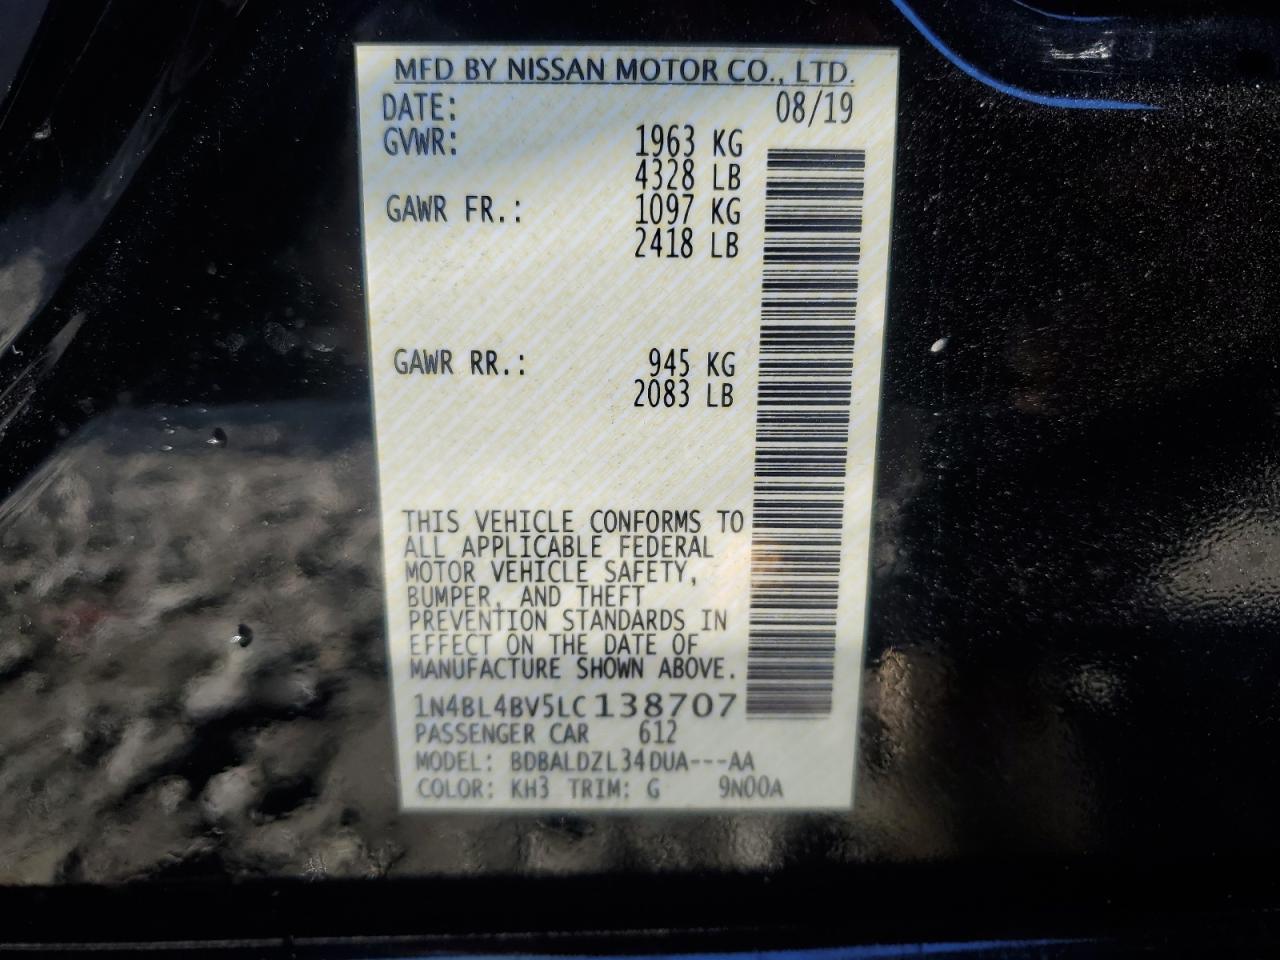 MFD BY NISSAN MOTOR CO., LTD.
DATE: 08/19
GVWR: 1963 KG
4328 LB
GAWR FR.: 1097 KG
2418 LB
GAWR RR.: 945 KG
2083 LB
THIS VEHICLE CONFORMS TO
ALL APPLICABLE FEDERAL
MOTOR VEHICLE SAFETY,
BUMPER, AND THEFT
PREVENTION STANDARDS IN
EFFECT ON THE DATE OF
MANUFACTURE SHOWN ABOVE.
1N4BL4BV5LC138707
PASSENGER CAR 612
MODEL: BDBALDZL34DUA---AA
COLOR: KH3 TRIM: G 9N00A